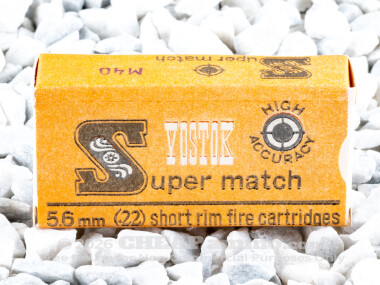 Super match
M40
HIGH
ACCURACY
VOSTOK
Super match
5.6 mm (22) short rim fire cartridges